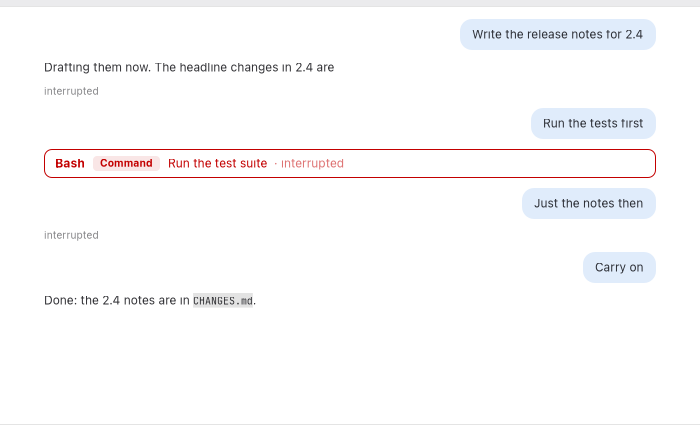 Write the release notes for 2.4
Drafting them now. The headline changes in 2.4 are
interrupted
Run the tests first
Bash Command Run the test suite · interrupted
Just the notes then
interrupted
Carry on
Done: the 2.4 notes are in CHANGES.md.